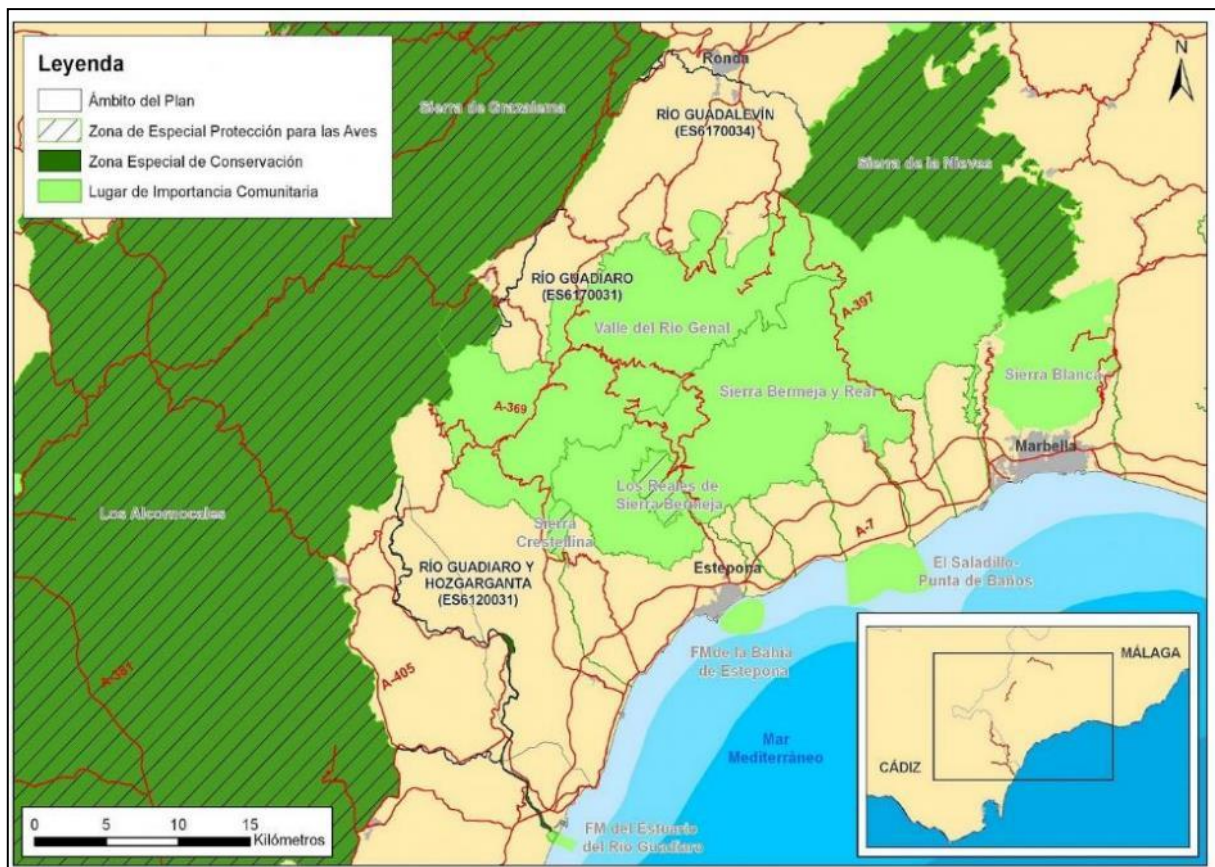 Leyenda
Ámbito del Plan
Zona de Especial Protección para las Aves
Zona Especial de Conservación
Lugar de Importancia Comunitaria
Ronda
N
Sierra de Grazalema
RÍO GUADALEVÍN
(ES6170034)
Sierra de la Nieves
RÍO GUADIARO
(ES6170031)
Valle del Río Genal
A-397
Sierra Blanca
Sierra Bermeja y Real
A-369
Marbella
Los Reales de
Sierra Bermeja
Los Alcornocales
Sierra
Crestellina
A-7
RÍO GUADIARO Y
HOZGARGANTA
(ES6120031)
Estepona
El Saladillo-
Punta de Baños
FM de la Bahía
de Estepona
A-381
A-405
Mar
Mediterráneo
MÁLAGA
CÁDIZ
0 5 10 15
Kilómetros
FM del Estuario
del Río Guadiaro